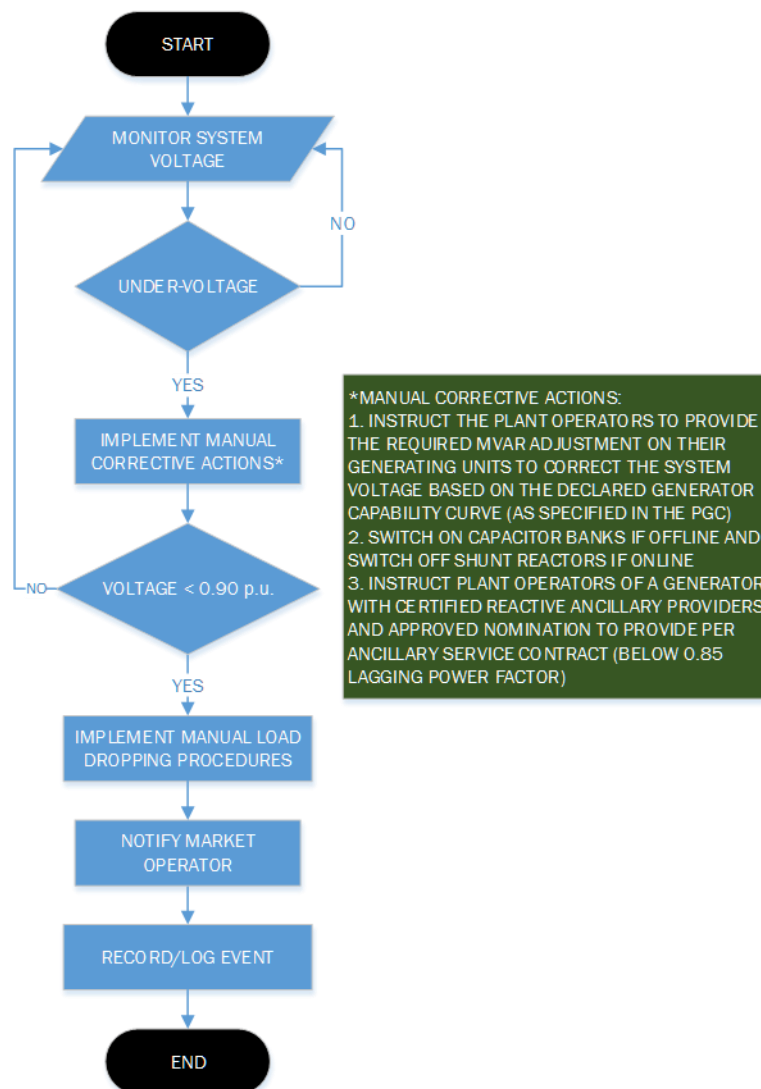 START
MONITOR SYSTEM
VOLTAGE
NO
UNDER-VOLTAGE
YES
IMPLEMENT MANUAL
CORRECTIVE ACTIONS*
*MANUAL CORRECTIVE ACTIONS:
1. INSTRUCT THE PLANT OPERATORS TO PROVIDE
THE REQUIRED MVAR ADJUSTMENT ON THEIR
GENERATING UNITS TO CORRECT THE SYSTEM
VOLTAGE BASED ON THE DECLARED GENERATOR
CAPABILITY CURVE (AS SPECIFIED IN THE PGC)
2. SWITCH ON CAPACITOR BANKS IF OFFLINE AND
SWITCH OFF SHUNT REACTORS IF ONLINE
3. INSTRUCT PLANT OPERATORS OF A GENERATOR
WITH CERTIFIED REACTIVE ANCILLARY PROVIDERS
AND APPROVED NOMINATION TO PROVIDE PER
ANCILLARY SERVICE CONTRACT (BELOW 0.85
LAGGING POWER FACTOR)
NO
VOLTAGE < 0.90 p.u.
YES
IMPLEMENT MANUAL LOAD
DROPPING PROCEDURES
NOTIFY MARKET
OPERATOR
RECORD/LOG EVENT
END